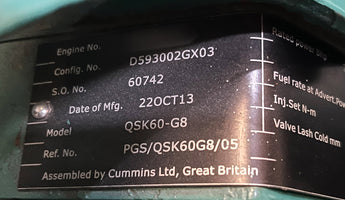 Engine No.
Config. No. D593002GX03
S.O. No. 60742
Date of Mfg. 22OCT13
Model QSK60-G8
Ref. No. PGS/QSK60G8/05
Assembled by Cummins Ltd, Great Britain
Rated power
Fuel rate at Advert.
Inj.Set N-m
Valve Lash Cold mm